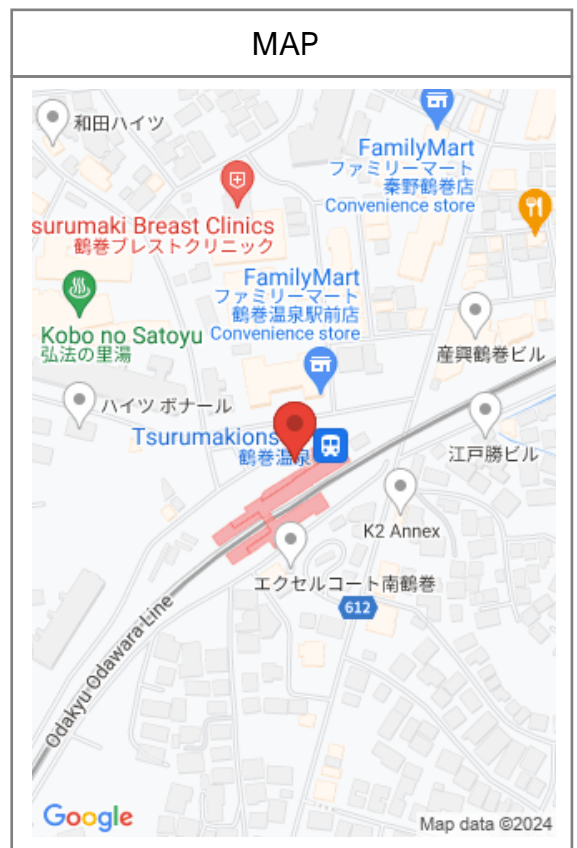 MAP
和田ハイツ
FamilyMart
ファミリーマート
秦野鶴巻店
Convenience store
surumaki Breast Clinics
鶴巻ブレストクリニック
FamilyMart
ファミリーマート
鶴巻温泉駅前店
Convenience store
Kobo no Satoyu
弘法の里湯
産興鶴巻ビル
ハイツ ボナール
Tsurumakions
鶴巻温泉
江戸勝ビル
K2 Annex
エクセルコート南鶴巻
612
Odakyu Odawara Line
Google
Map data ©2024